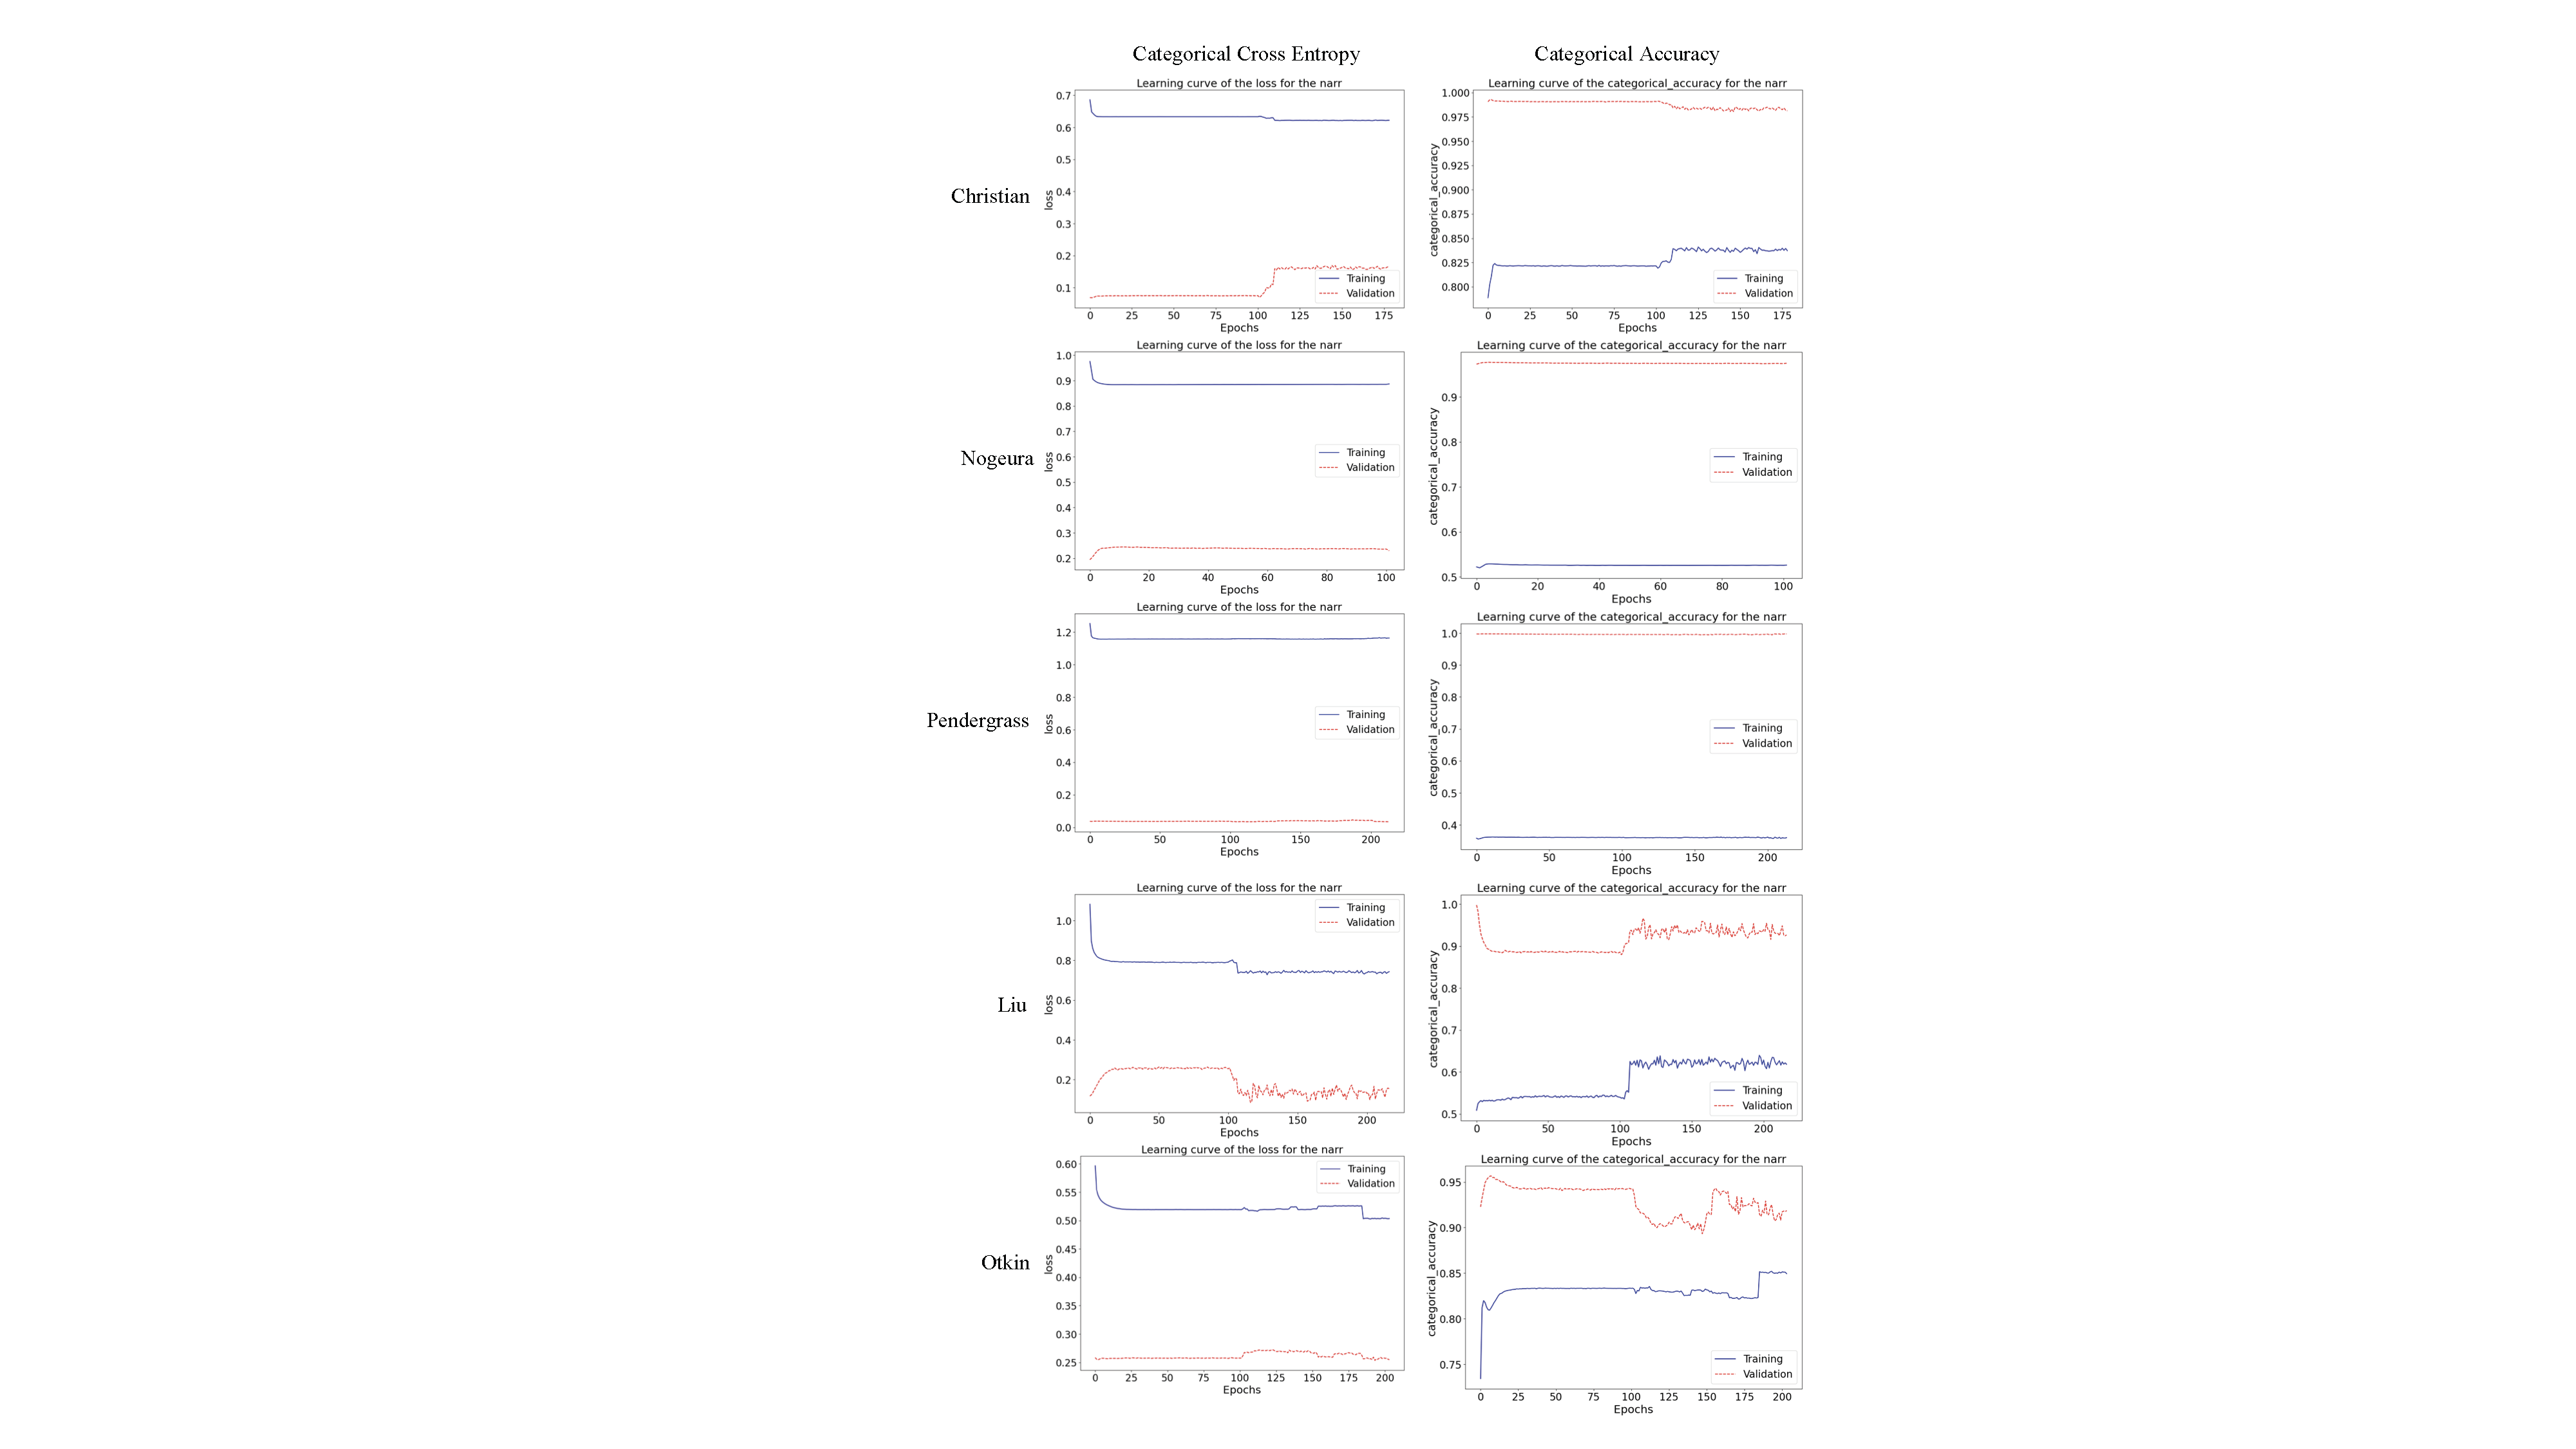 Categorical Cross Entropy
Categorical Accuracy
Christian
Learning curve of the loss for the narr
loss
0.7
0.6
0.5
0.4
0.3
0.2
0.1
0 25 50 75 100 125 150 175
Epochs
Training
Validation
Learning curve of the categorical_accuracy for the narr
categorical_accuracy
1.000
0.975
0.950
0.925
0.900
0.875
0.850
0.825
0.800
0 25 50 75 100 125 150 175
Epochs
Training
Validation
Nogeura
Learning curve of the loss for the narr
loss
1.0
0.9
0.8
0.7
0.6
0.5
0.4
0.3
0.2
0 20 40 60 80 100
Epochs
Training
Validation
Learning curve of the categorical_accuracy for the narr
categorical_accuracy
0.9
0.8
0.7
0.6
0.5
0 20 40 60 80 100
Epochs
Training
Validation
Pendergrass
Learning curve of the loss for the narr
loss
1.2
1.0
0.8
0.6
0.4
0.2
0.0
0 50 100 150 200
Epochs
Training
Validation
Learning curve of the categorical_accuracy for the narr
categorical_accuracy
1.0
0.9
0.8
0.7
0.6
0.5
0.4
0 50 100 150 200
Epochs
Training
Validation
Liu
Learning curve of the loss for the narr
loss
1.0
0.8
0.6
0.4
0.2
0 50 100 150 200
Epochs
Training
Validation
Learning curve of the categorical_accuracy for the narr
categorical_accuracy
1.0
0.9
0.8
0.7
0.6
0.5
0 50 100 150 200
Epochs
Training
Validation
Otkin
Learning curve of the loss for the narr
loss
0.60
0.55
0.50
0.45
0.40
0.35
0.30
0.25
0 25 50 75 100 125 150 175 200
Epochs
Training
Validation
Learning curve of the categorical_accuracy for the narr
categorical_accuracy
0.95
0.90
0.85
0.80
0.75
0 25 50 75 100 125 150 175 200
Epochs
Training
Validation